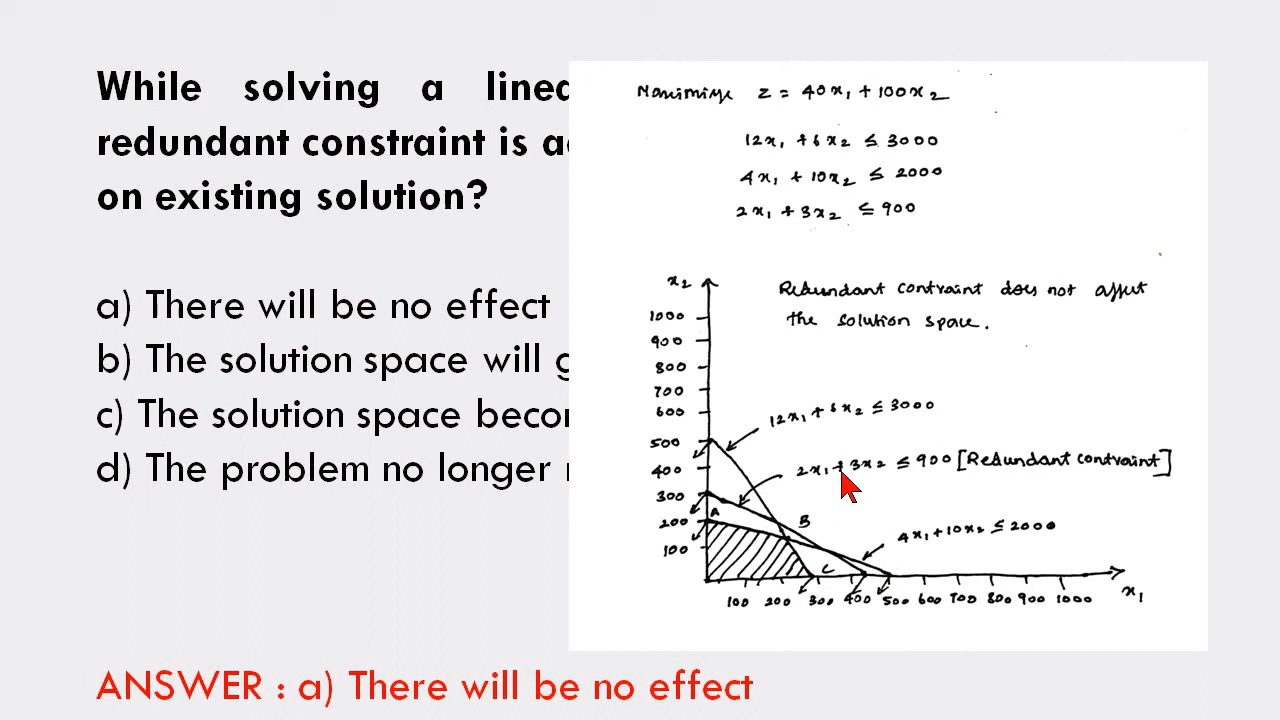 While solving a linea
redundant constraint is a
on existing solution?
a) There will be no effect
b) The solution space will g
c) The solution space becom
d) The problem no longer r
Maximize Z = 40x₁ + 100x₂
12x₁ + 6x₂ ≤ 3000
4x₁ + 10x₂ ≤ 2000
2x₁ + 3x₂ ≤ 900
x₂
Redundant contraint does not affect
the solution space.
1000
900
800
700
600
500
400
300
200
100
12x₁ + 6x₂ ≤ 3000
2x₁ + 3x₂ ≤ 900 [Redundant contraint]
A
B
4x₁ + 10x₂ ≤ 2000
C
100 200 300 400 500 600 700 800 900 1000
x₁
ANSWER : a) There will be no effect